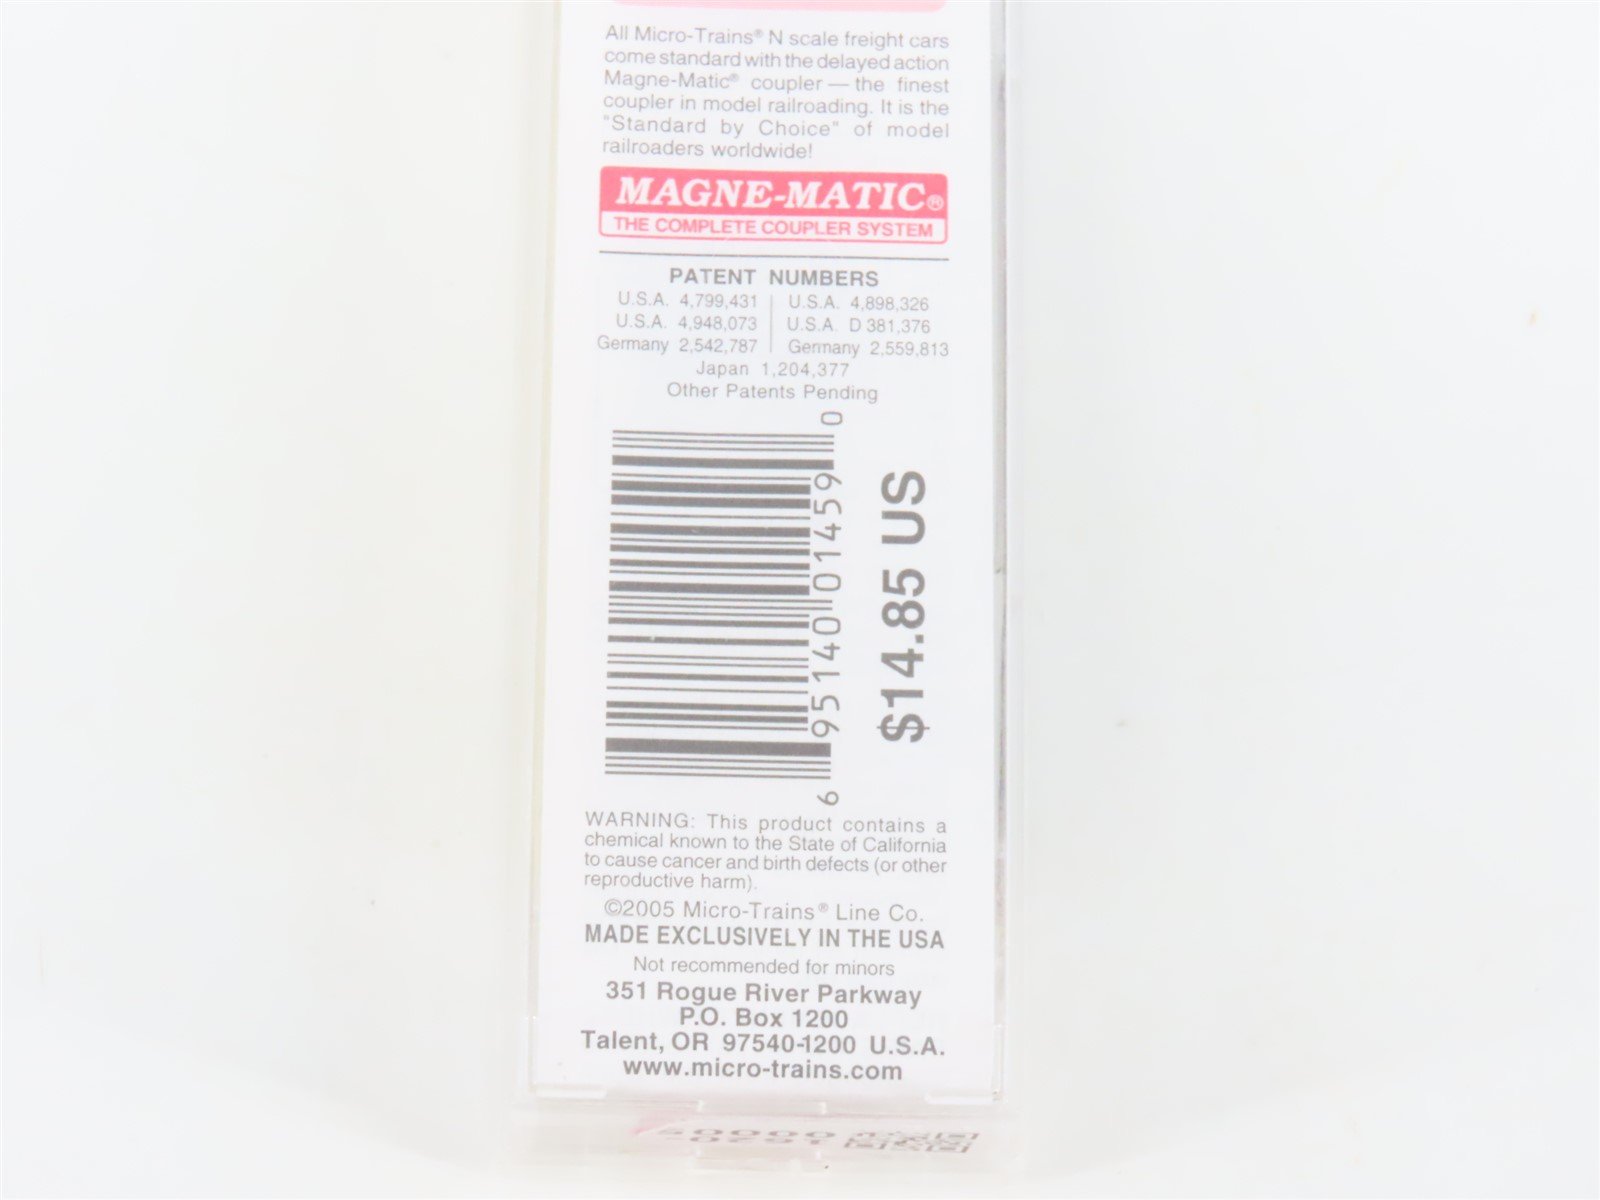 All Micro-Trains® N scale freight cars
come standard with the delayed action
Magne-Matic® coupler — the finest
coupler in model railroading. It is the
"Standard by Choice" of model
railroaders worldwide!
MAGNE-MATIC®
THE COMPLETE COUPLER SYSTEM
PATENT NUMBERS
U.S.A. 4,799,431 | U.S.A. 4,898,326
U.S.A. 4,948,073 | U.S.A. D 381,376
Germany 2,542,787 | Germany 2,559,813
Japan 1,204,377
Other Patents Pending
6 95140 01459 0
$14.85 US
WARNING: This product contains a
chemical known to the State of California
to cause cancer and birth defects (or other
reproductive harm).
©2005 Micro-Trains® Line Co.
MADE EXCLUSIVELY IN THE USA
Not recommended for minors
351 Rogue River Parkway
P.O. Box 1200
Talent, OR 97540-1200 U.S.A.
www.micro-trains.com